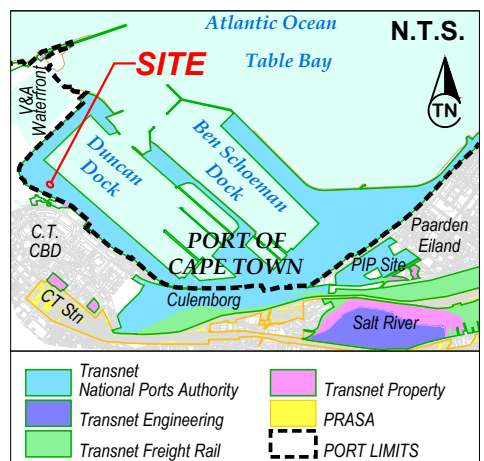 Atlantic Ocean
N.T.S.
Table Bay
SITE
TN
V&A
Waterfront
Duncan
Dock
Ben Schoeman
Dock
C.T.
CBD
PORT OF
CAPE TOWN
Paarden
Eiland
PIP Site
CT Stn
Culemborg
Salt River
Transnet
National Ports Authority
Transnet Property
Transnet Engineering
PRASA
Transnet Freight Rail
PORT LIMITS